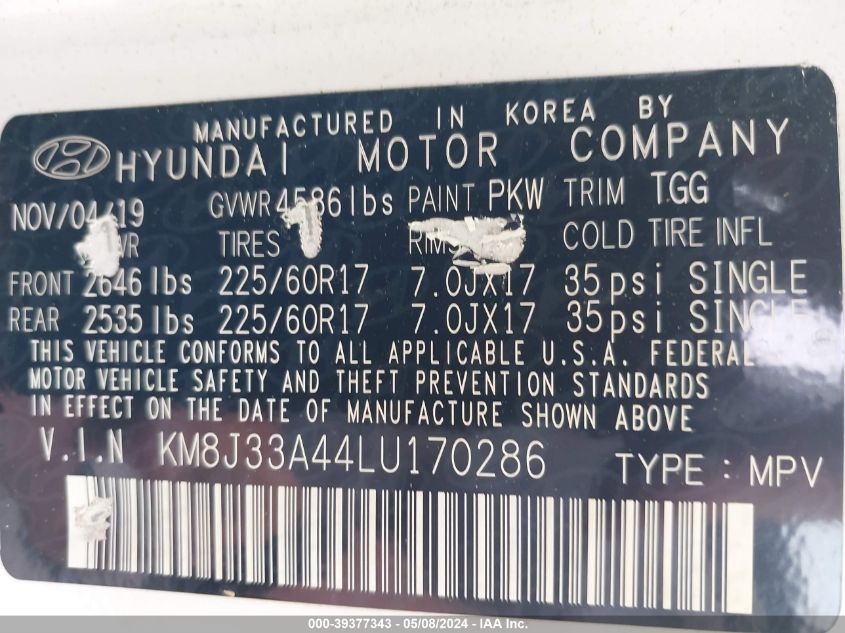 MANUFACTURED IN KOREA BY
HYUNDAI MOTOR COMPANY
NOV/04/19 GVWR 4586lbs PAINT PKW TRIM TGG
TIRES COLD TIRE INFL
FRONT 2646 lbs 225/60R17 7.0JX17 35psi SINGLE
REAR 2535 lbs 225/60R17 7.0JX17 35psi SINGLE
THIS VEHICLE CONFORMS TO ALL APPLICABLE U.S.A. FEDERAL
MOTOR VEHICLE SAFETY AND THEFT PREVENTION STANDARDS
IN EFFECT ON THE DATE OF MANUFACTURE SHOWN ABOVE
V.I.N KM8J33A44LU170286 TYPE : MPV
000-39377343 - 05/08/2024 - IAA Inc.